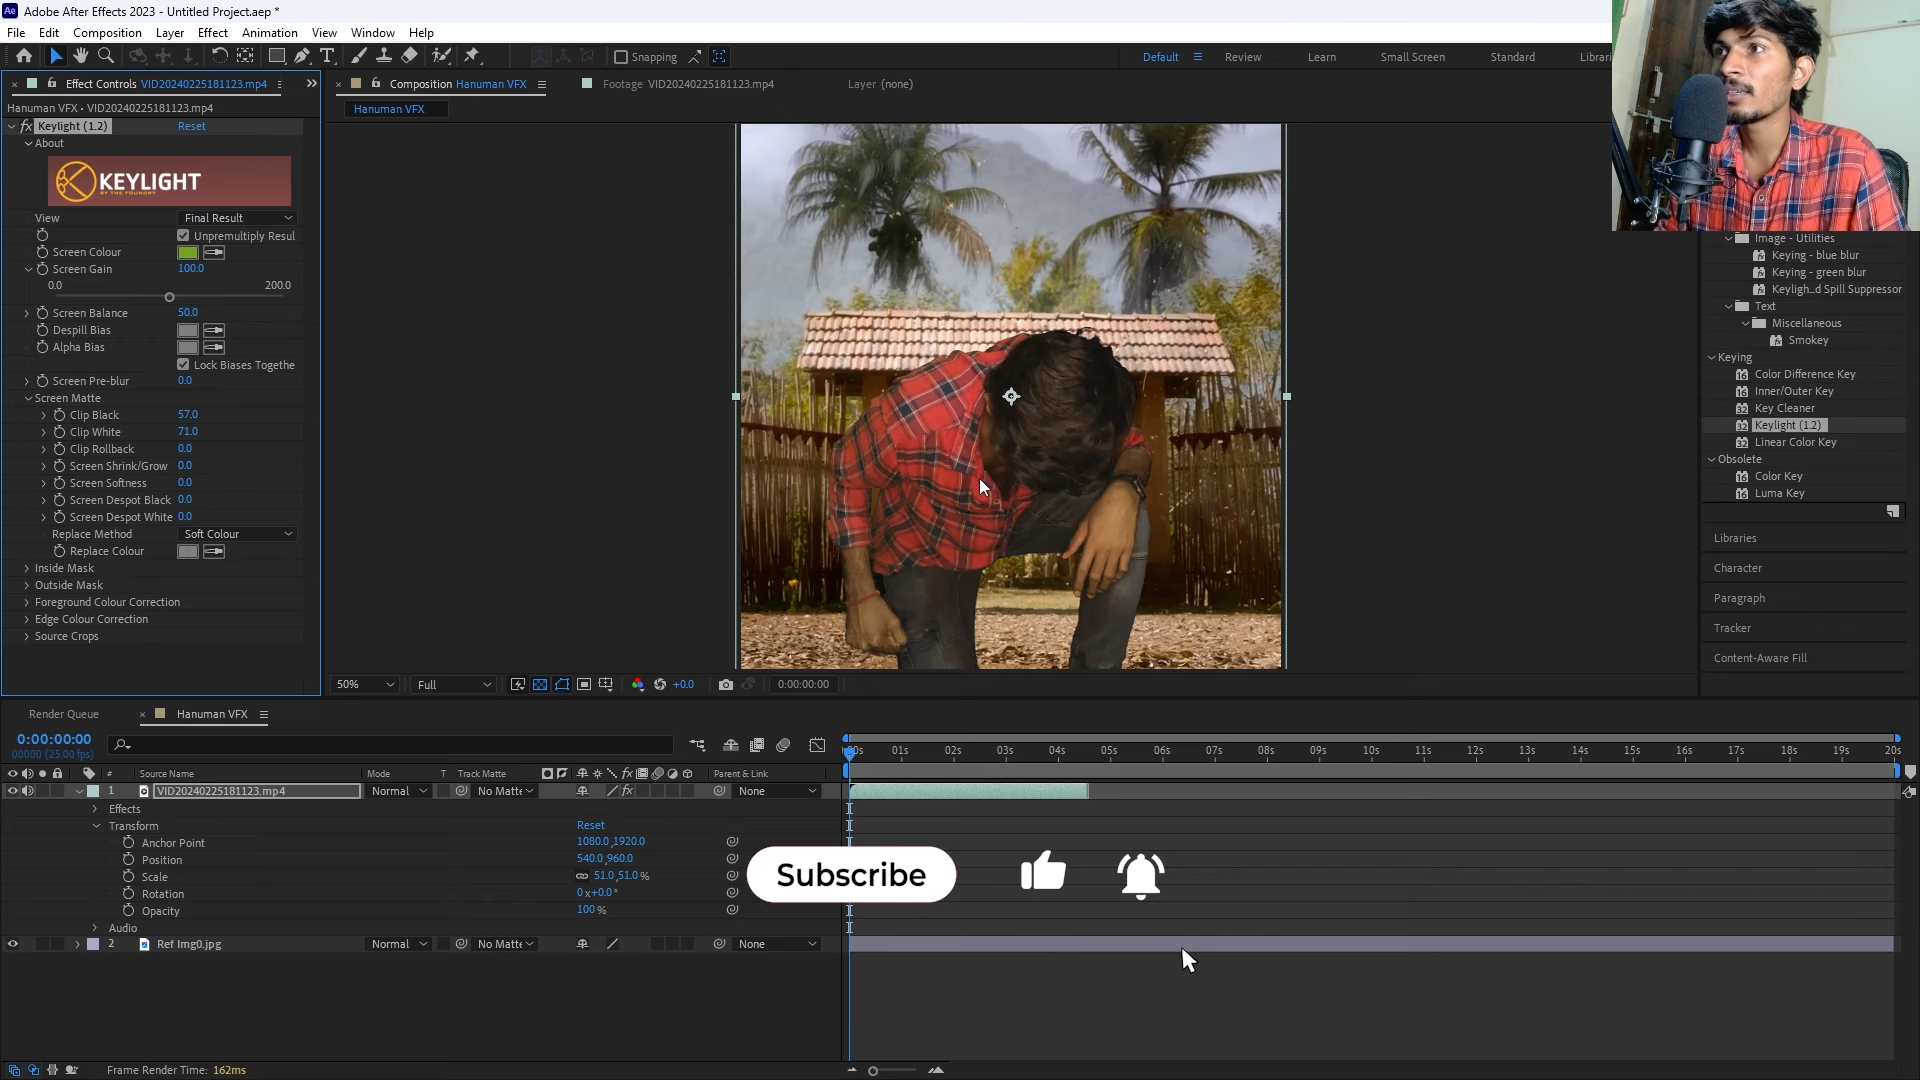 Adobe After Effects 2023 - Untitled Project.aep *
File Edit Composition Layer Effect Animation View Window Help
Snapping Default Review Learn Small Screen Standard Librari
Effect Controls VID20240225181123.mp4
Hanuman VFX • VID20240225181123.mp4
fx Keylight (1.2) Reset
About
KEYLIGHT
BY THE FOUNDRY
View Final Result
Unpremultiply Resul
Screen Colour
Screen Gain 100.0
0.0 200.0
Screen Balance 50.0
Despill Bias
Alpha Bias
Lock Biases Togethe
Screen Pre-blur 0.0
Screen Matte
Clip Black 57.0
Clip White 71.0
Clip Rollback 0.0
Screen Shrink/Grow 0.0
Screen Softness 0.0
Screen Despot Black 0.0
Screen Despot White 0.0
Replace Method Soft Colour
Replace Colour
Inside Mask
Outside Mask
Foreground Colour Correction
Edge Colour Correction
Source Crops
Composition Hanuman VFX Footage VID20240225181123.mp4 Layer (none)
Hanuman VFX
50% Full +0.0 0:00:00:00
Image - Utilities
Keying - blue blur
Keying - green blur
Keyligh...d Spill Suppressor
Text
Miscellaneous
Smokey
Keying
Color Difference Key
Inner/Outer Key
Key Cleaner
Keylight (1.2)
Linear Color Key
Obsolete
Color Key
Luma Key
Libraries
Character
Paragraph
Tracker
Content-Aware Fill
Render Queue Hanuman VFX
0:00:00:00
00000 (25.00 fps)
00s 01s 02s 03s 04s 05s 06s 07s 08s 09s 10s 11s 12s 13s 14s 15s 16s 17s 18s 19s 20s
# Source Name Mode T Track Matte fx Parent & Link
1 VID20240225181123.mp4 Normal No Matte fx None
Effects
Transform Reset
Anchor Point 1080.0,1920.0
Position 540.0,960.0
Scale 51.0,51.0 %
Rotation 0x+0.0°
Opacity 100 %
Audio
2 Ref Img0.jpg Normal No Matte None
Subscribe
Frame Render Time: 162ms